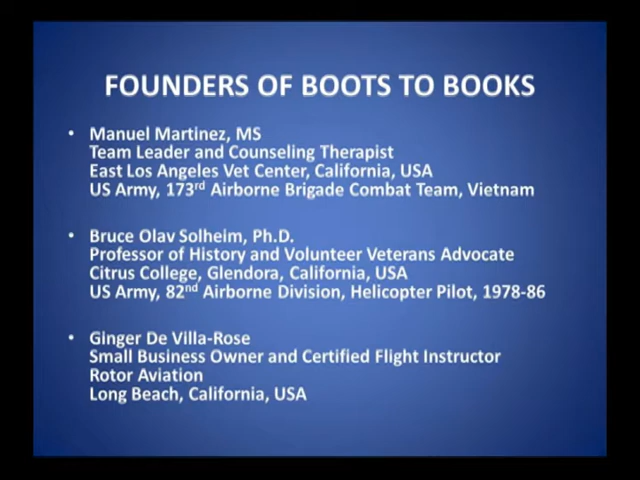 FOUNDERS OF BOOTS TO BOOKS
• Manuel Martinez, MS
Team Leader and Counseling Therapist
East Los Angeles Vet Center, California, USA
US Army, 173rd Airborne Brigade Combat Team, Vietnam
• Bruce Olav Solheim, Ph.D.
Professor of History and Volunteer Veterans Advocate
Citrus College, Glendora, California, USA
US Army, 82nd Airborne Division, Helicopter Pilot, 1978-86
• Ginger De Villa-Rose
Small Business Owner and Certified Flight Instructor
Rotor Aviation
Long Beach, California, USA